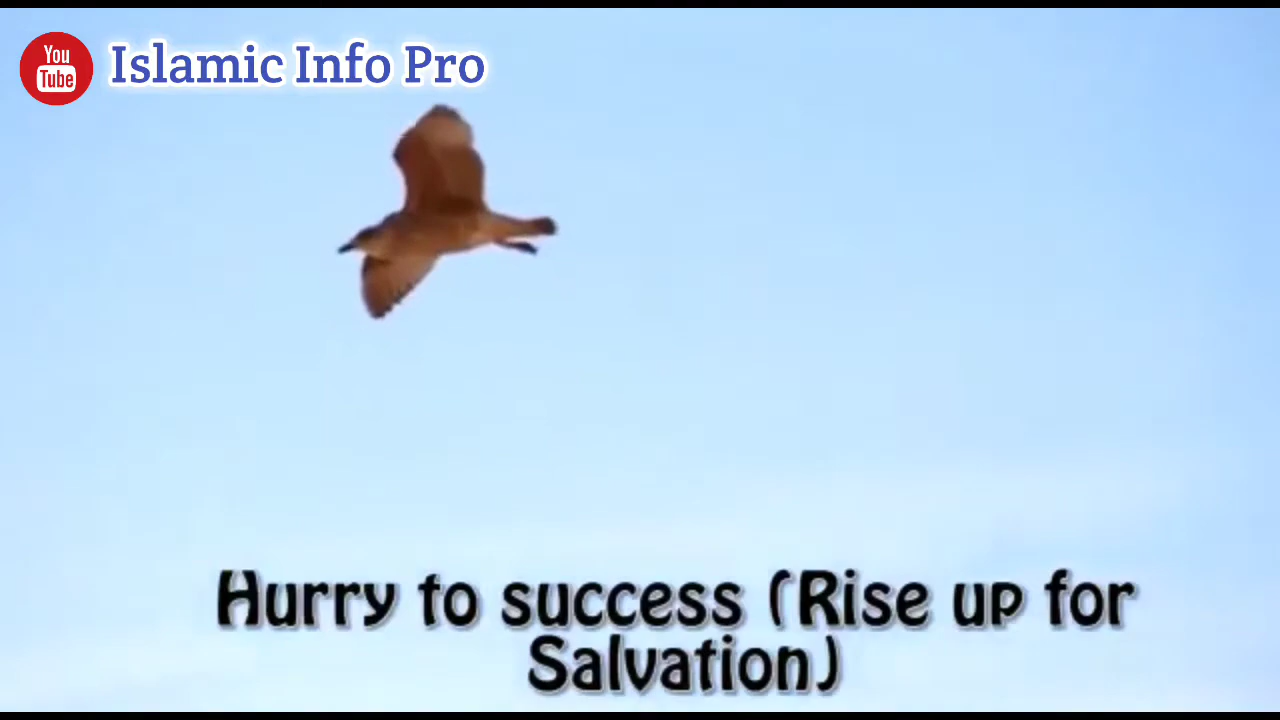 You
Tube
Islamic Info Pro
Hurry to success (Rise up for
Salvation)